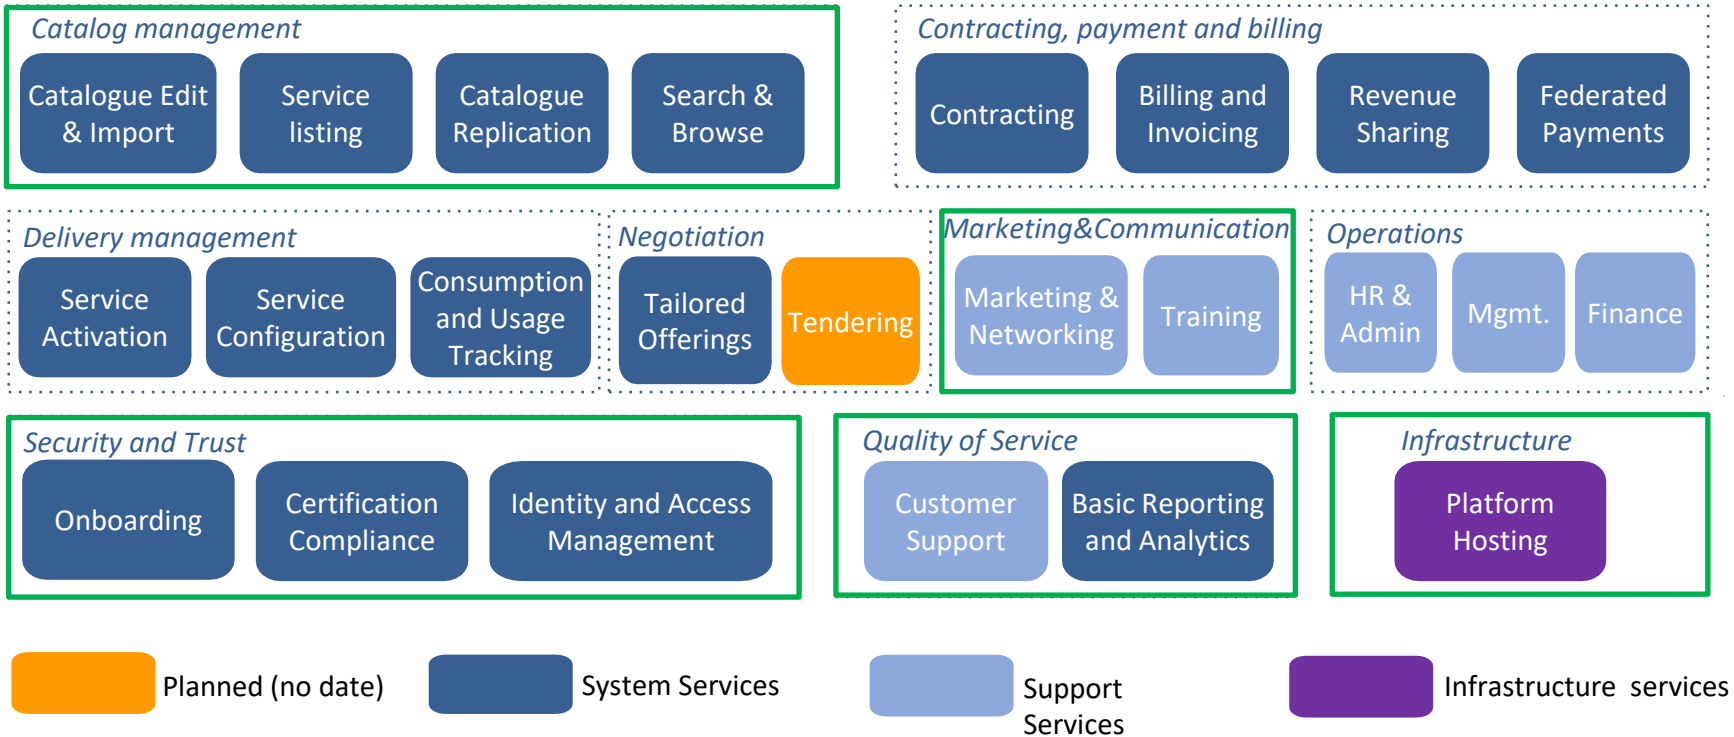 Catalog management
Catalogue Edit
& Import
Service
listing
Catalogue
Replication
Search &
Browse
Contracting, payment and billing
Contracting
Billing and
Invoicing
Revenue
Sharing
Federated
Payments
Delivery management
Service
Activation
Service
Configuration
Consumption
and Usage
Tracking
Negotiation
Tailored
Offerings
Tendering
Marketing&Communication
Marketing &
Networking
Training
Operations
HR &
Admin
Mgmt.
Finance
Security and Trust
Onboarding
Certification
Compliance
Identity and Access
Management
Quality of Service
Customer
Support
Basic Reporting
and Analytics
Infrastructure
Platform
Hosting
Planned (no date)
System Services
Support
Services
Infrastructure services